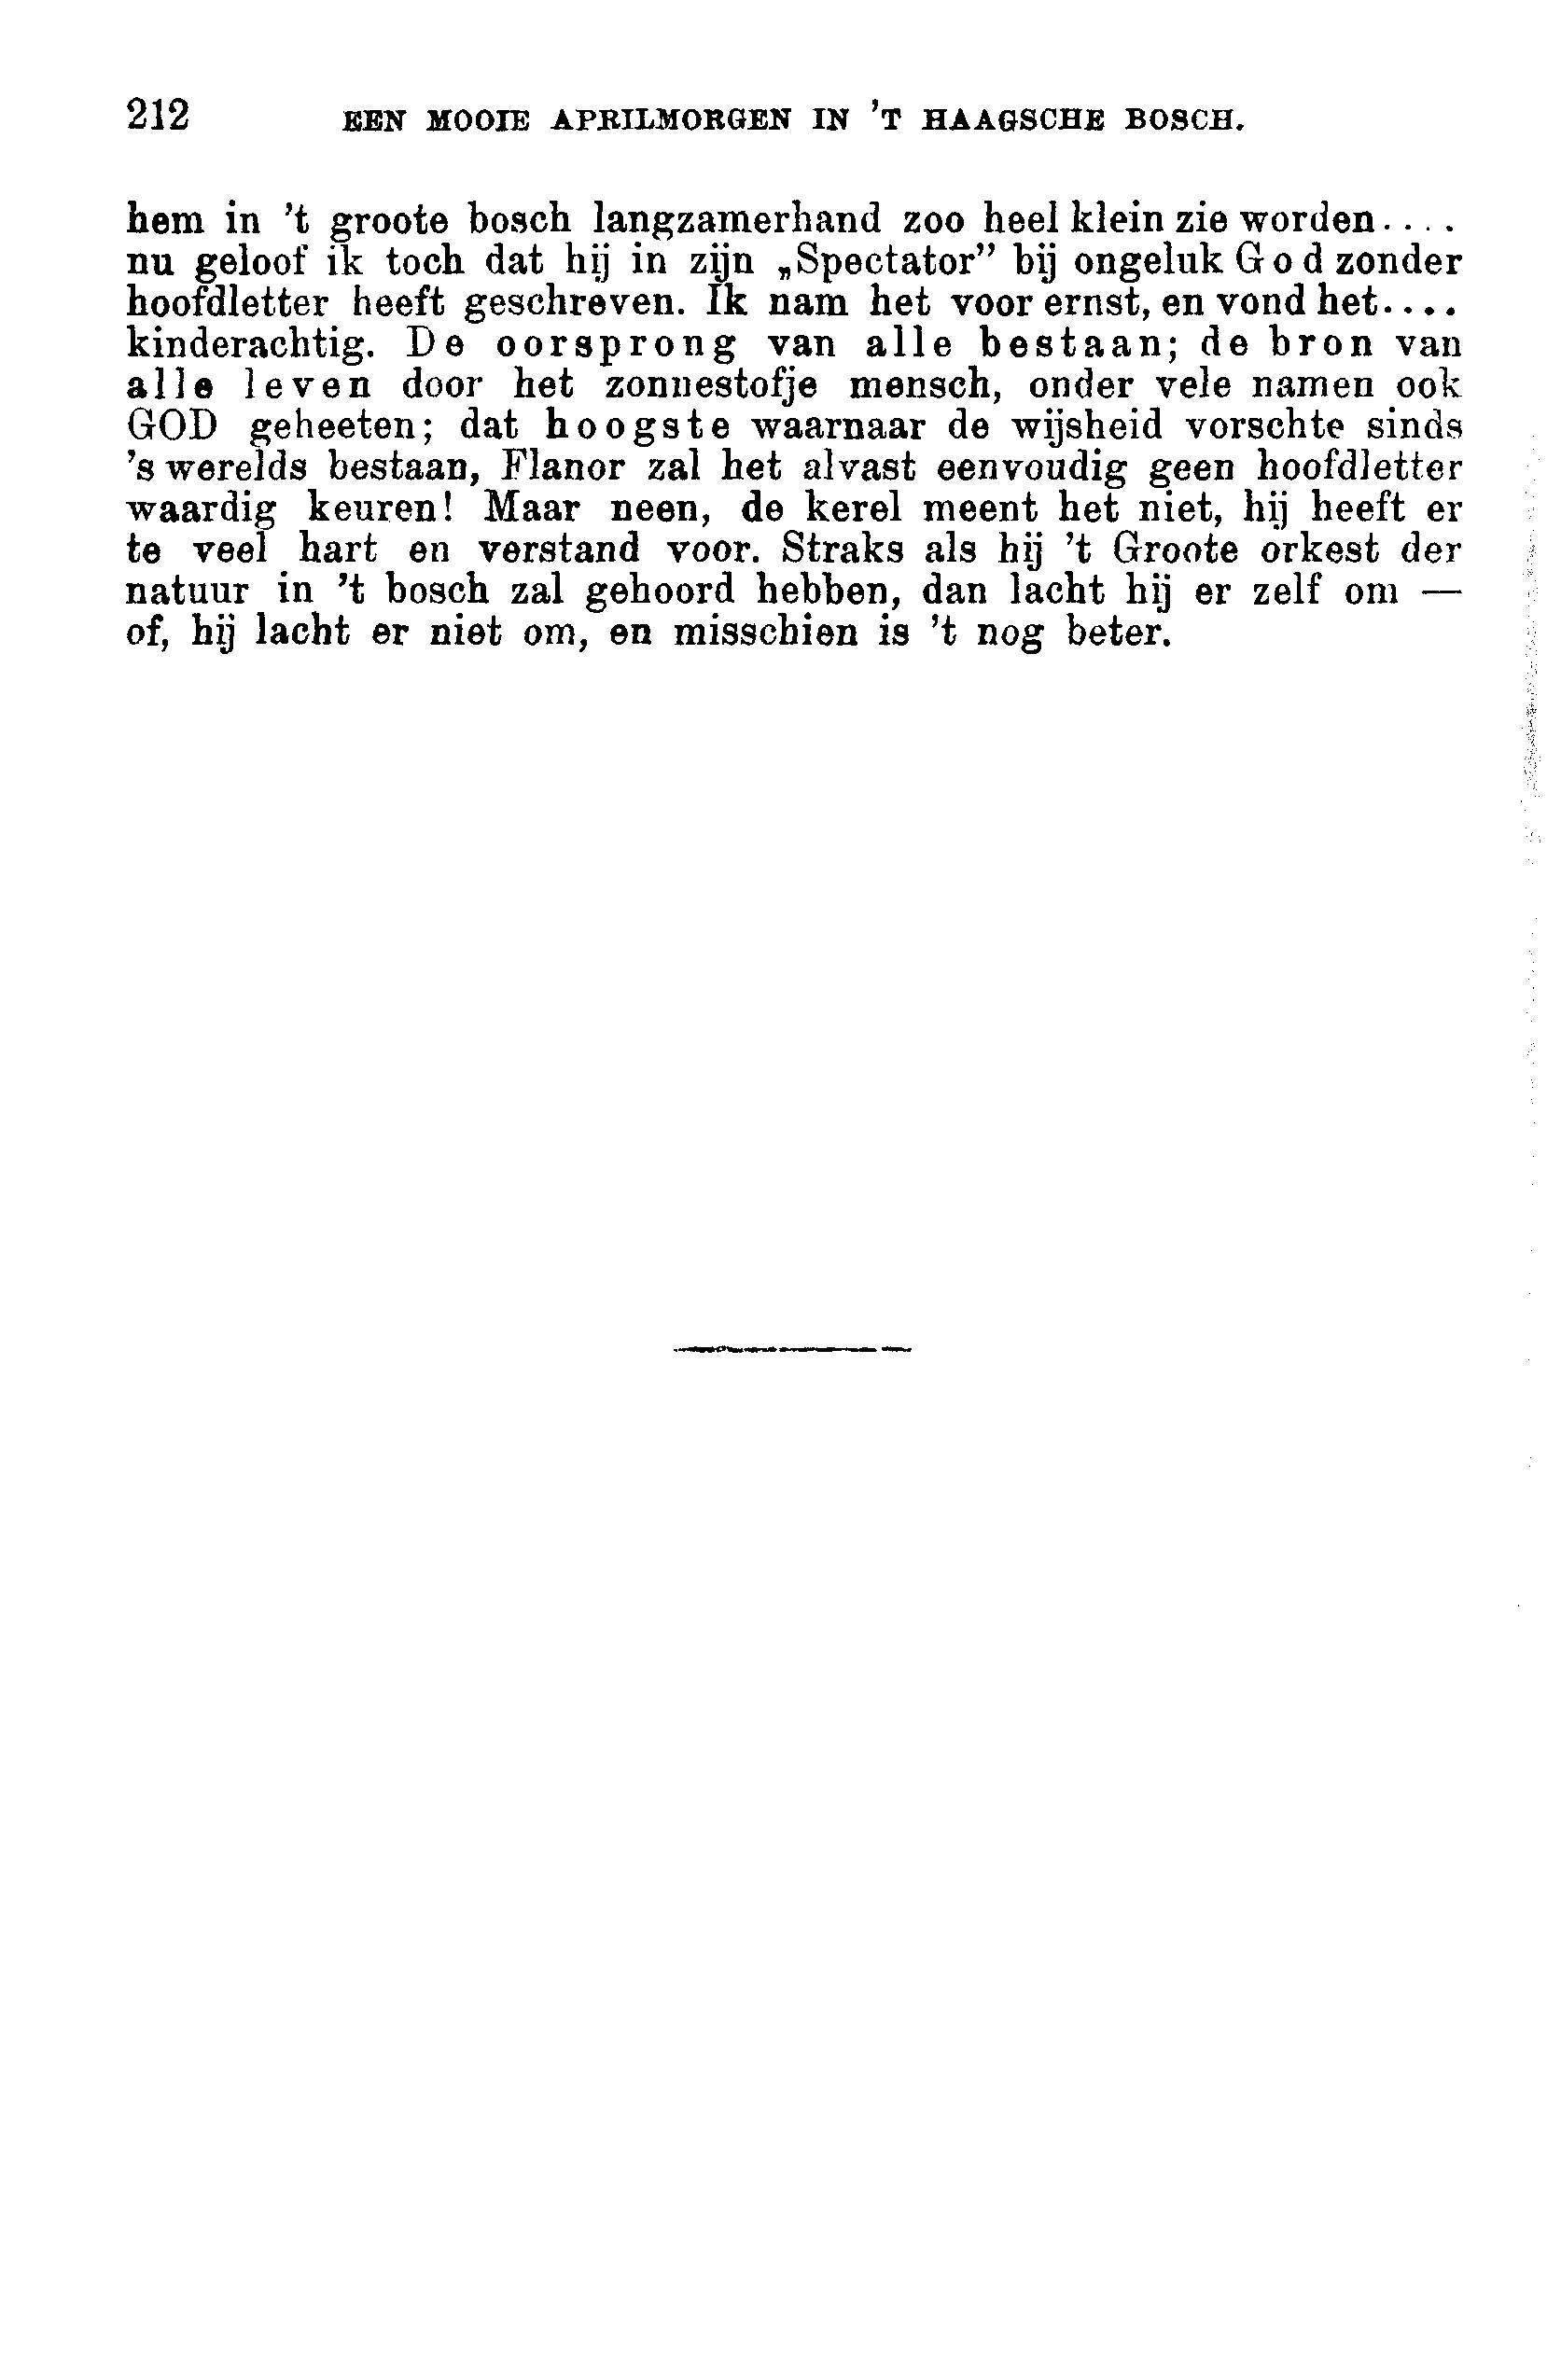 212 EEN MOOIE APRILMORGEN IN 'T HAAGSCHE BOSCH.
hem in 't groote bosch langzamerhand zoo heel klein zie worden....
nu geloof ik toch dat hij in zijn „Spectator” bij ongeluk God zonder
hoofdletter heeft geschreven. Ik nam het voor ernst, en vond het....
kinderachtig. De oorsprong van alle bestaan; de bron van
alle leven door het zonnestofje mensch, onder vele namen ook
GOD geheeten; dat hoogste waarnaar de wijsheid vorschte sinds
's werelds bestaan, Flanor zal het alvast eenvoudig geen hoofdletter
waardig keuren! Maar neen, de kerel meent het niet, hij heeft er
te veel hart en verstand voor. Straks als hij 't Groote orkest der
natuur in 't bosch zal gehoord hebben, dan lacht hij er zelf om —
of, hij lacht er niet om, en misschien is 't nog beter.